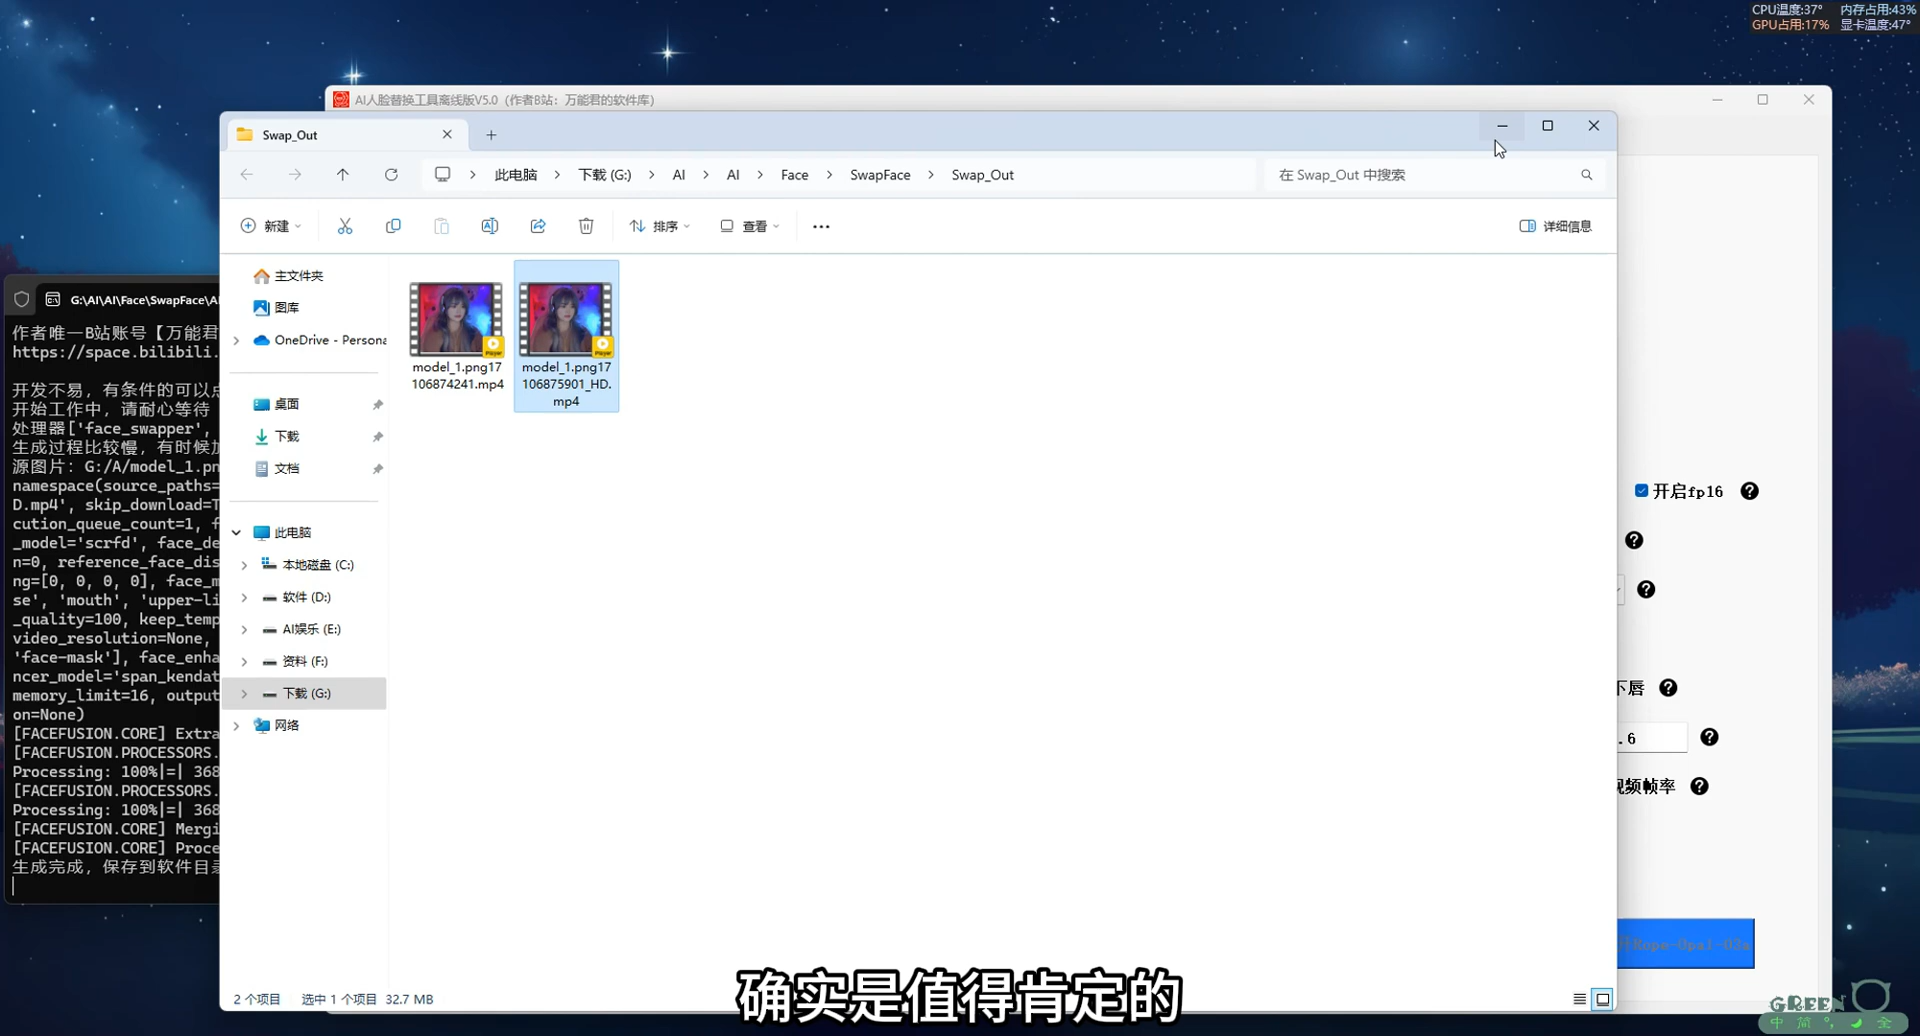 CPU温度:37° 内存占用:43%
GPU占用:17% 显卡温度:47°
AI人脸替换工具离线版V5.0（作者B站：万能君的软件库）
Swap_Out
此电脑 下载 (G:) AI AI Face SwapFace Swap_Out
在 Swap_Out 中搜索
新建 排序 查看 详细信息
主文件夹
图库
OneDrive - Persona
桌面
下载
文档
此电脑
本地磁盘 (C:)
软件 (D:)
AI娱乐 (E:)
资料 (F:)
下载 (G:)
网络
model_1.png17
106874241.mp4
model_1.png17
106875901_HD.
mp4
G:\AI\AI\Face\SwapFace\AI
作者唯一B站账号【万能君
https://space.bilibili.
开发不易，有条件的可以点
开始工作中，请耐心等待
处理器['face_swapper',
生成过程比较慢，有时候加
源图片：G:/A/model_1.pn
namespace(source_paths=
D.mp4', skip_download=T
cution_queue_count=1, f
_model='scrfd', face_de
n=0, reference_face_dis
ng=[0, 0, 0, 0], face_m
se', 'mouth', 'upper-li
_quality=100, keep_temp
video_resolution=None,
'face-mask'], face_enha
ncer_model='span_kendat
memory_limit=16, output
on=None)
[FACEFUSION.CORE] Extra
[FACEFUSION.PROCESSORS.
Processing: 100%|=| 368
[FACEFUSION.PROCESSORS.
Processing: 100%|=| 368
[FACEFUSION.CORE] Mergi
[FACEFUSION.CORE] Proce
生成完成，保存到软件目录
开启fp16
下唇
.6
视频帧率
Rope-Opal-03a
2 个项目 选中 1 个项目 32.7 MB
确实是值得肯定的
GREEN
中 简 全